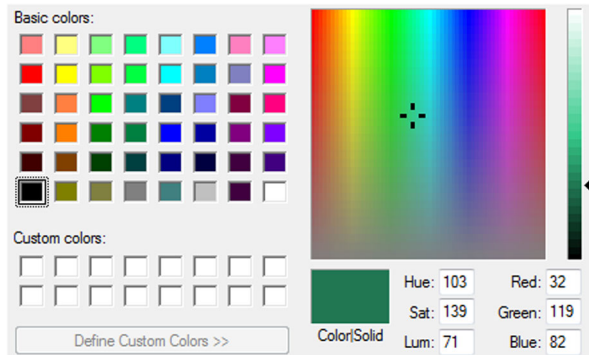 Basic colors:
Custom colors:
Define Custom Colors >>
Color|Solid
Hue: 103 Red: 32
Sat: 139 Green: 119
Lum: 71 Blue: 82